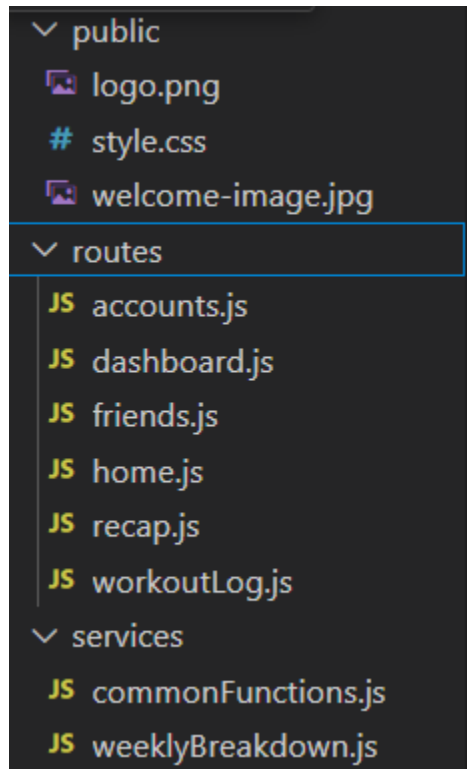 public
logo.png
# style.css
welcome-image.jpg
routes
JS accounts.js
JS dashboard.js
JS friends.js
JS home.js
JS recap.js
JS workoutLog.js
services
JS commonFunctions.js
JS weeklyBreakdown.js